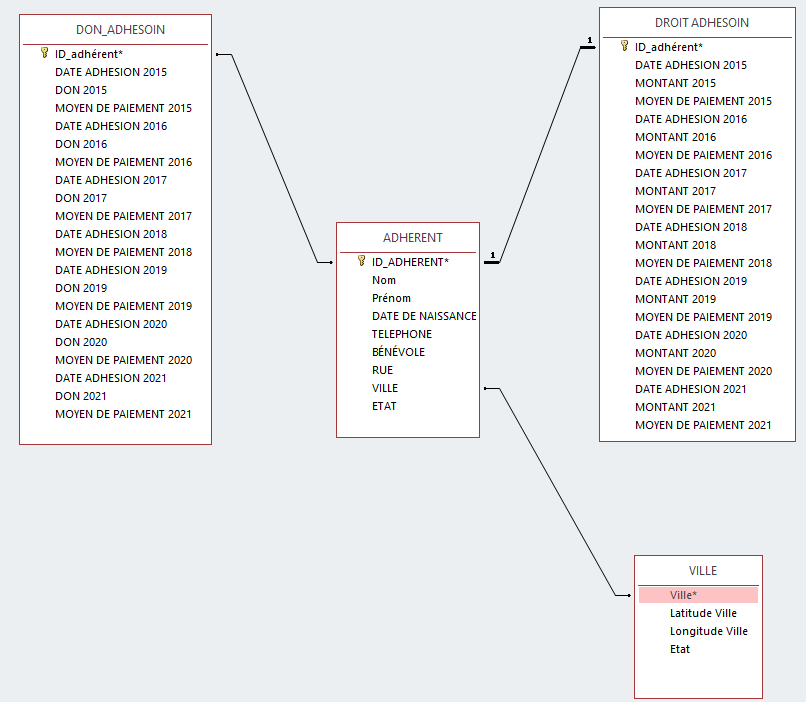 DON_ADHESOIN
ID_adhérent*
DATE ADHESION 2015
DON 2015
MOYEN DE PAIEMENT 2015
DATE ADHESION 2016
DON 2016
MOYEN DE PAIEMENT 2016
DATE ADHESION 2017
DON 2017
MOYEN DE PAIEMENT 2017
DATE ADHESION 2018
MOYEN DE PAIEMENT 2018
DATE ADHESION 2019
DON 2019
MOYEN DE PAIEMENT 2019
DATE ADHESION 2020
DON 2020
MOYEN DE PAIEMENT 2020
DATE ADHESION 2021
DON 2021
MOYEN DE PAIEMENT 2021
ADHERENT
ID_ADHERENT*
Nom
Prénom
DATE DE NAISSANCE
TELEPHONE
BÉNÉVOLE
RUE
VILLE
ETAT
1
1
DROIT ADHESOIN
ID_adhérent*
DATE ADHESION 2015
MONTANT 2015
MOYEN DE PAIEMENT 2015
DATE ADHESION 2016
MONTANT 2016
MOYEN DE PAIEMENT 2016
DATE ADHESION 2017
MONTANT 2017
MOYEN DE PAIEMENT 2017
DATE ADHESION 2018
MONTANT 2018
MOYEN DE PAIEMENT 2018
DATE ADHESION 2019
MONTANT 2019
MOYEN DE PAIEMENT 2019
DATE ADHESION 2020
MONTANT 2020
MOYEN DE PAIEMENT 2020
DATE ADHESION 2021
MONTANT 2021
MOYEN DE PAIEMENT 2021
VILLE
Ville*
Latitude Ville
Longitude Ville
Etat